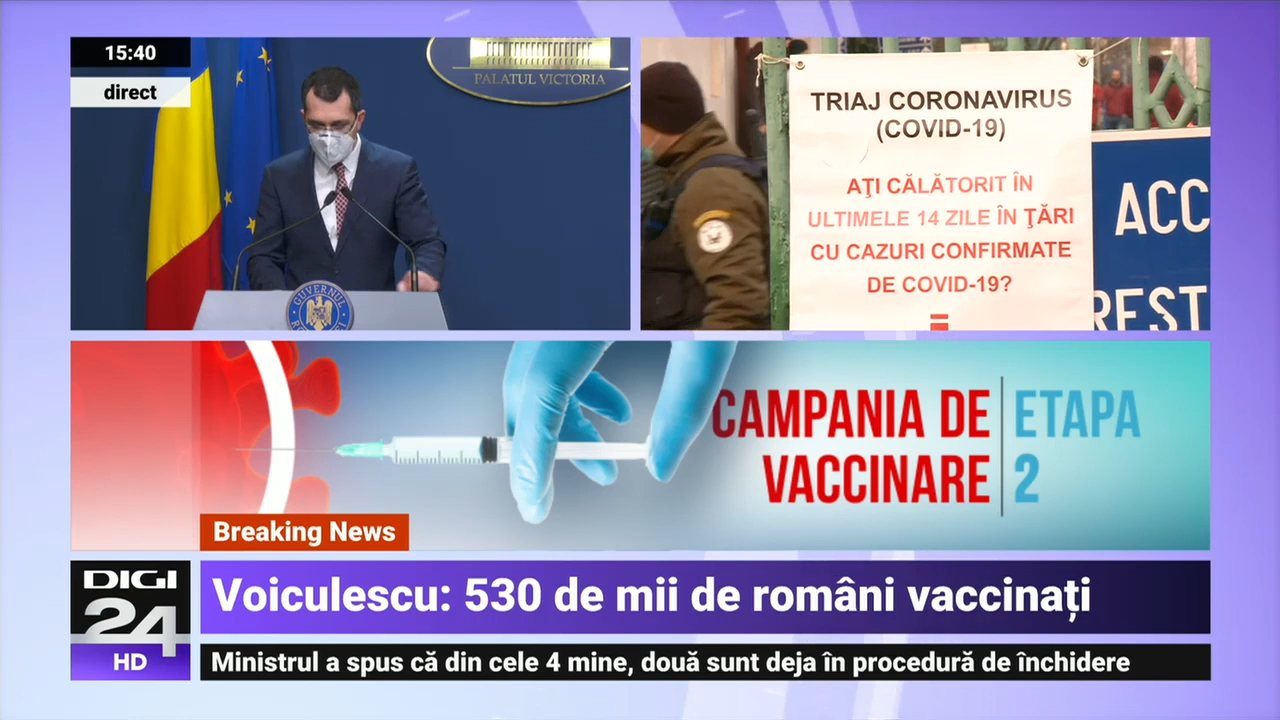 15:40
direct
PALATUL VICTORIA
GUVERNUL
TRIAJ CORONAVIRUS
(COVID-19)
AŢI CĂLĂTORIT ÎN
ULTIMELE 14 ZILE ÎN ŢĂRI
CU CAZURI CONFIRMATE
DE COVID-19?
ACC
REST
CAMPANIA DE
VACCINARE
ETAPA
2
Breaking News
DIGI
24
HD
Voiculescu: 530 de mii de români vaccinați
Ministrul a spus că din cele 4 mine, două sunt deja în procedură de închidere